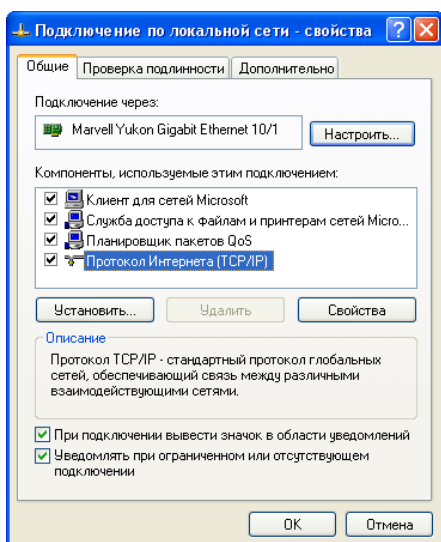 Подключение по локальной сети - свойства
Общие Проверка подлинности Дополнительно
Подключение через:
Marvell Yukon Gigabit Ethernet 10/1
Настроить...
Компоненты, используемые этим подключением:
Клиент для сетей Microsoft
Служба доступа к файлам и принтерам сетей Micro...
Планировщик пакетов QoS
Протокол Интернета (TCP/IP)
Установить... Удалить Свойства
Описание
Протокол TCP/IP - стандартный протокол глобальных
сетей, обеспечивающий связь между различными
взаимодействующими сетями.
При подключении вывести значок в области уведомлений
Уведомлять при ограниченном или отсутствующем
подключении
OK Отмена